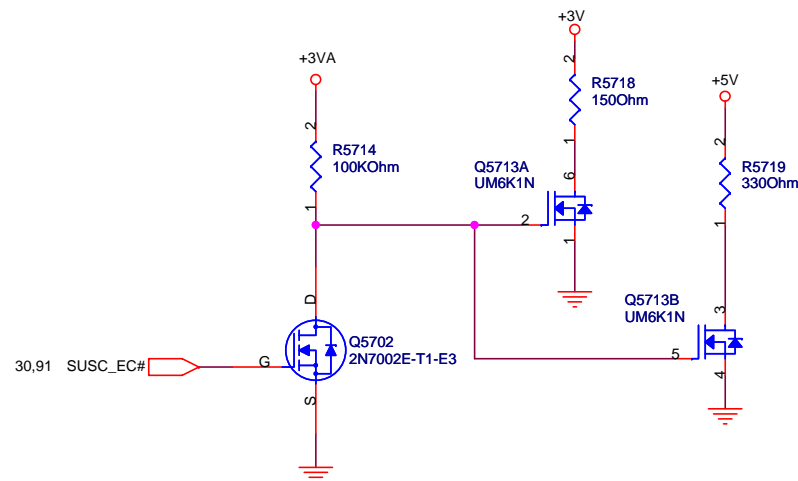 +3V
+3VA
2
R5718
150Ohm
+5V
2
R5714
100KOhm
1
2
Q5713A
UM6K1N
6
R5719
330Ohm
1
2
1
1
Q5713B
UM6K1N
D
3
Q5702
2N7002E-T1-E3
5
30,91 SUSC_EC#
G
4
S